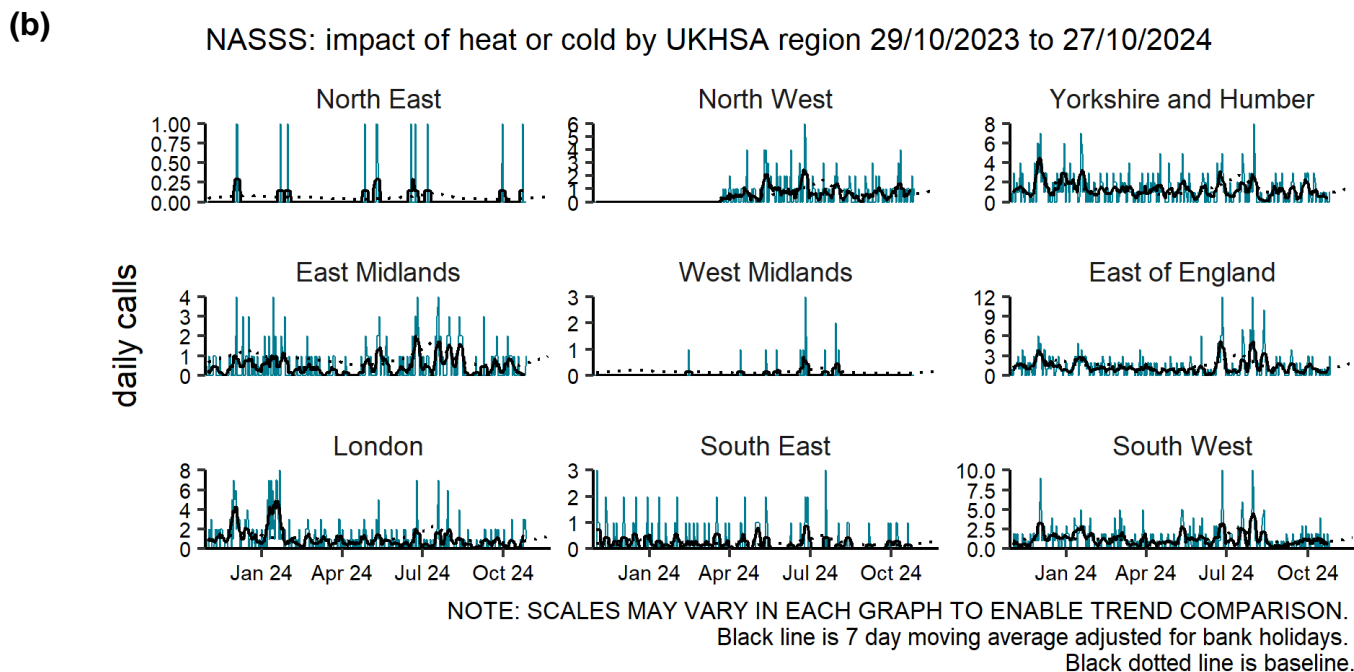 (b)
NASSS: impact of heat or cold by UKHSA region 29/10/2023 to 27/10/2024
North East
North West
Yorkshire and Humber
1.00
0.75
0.50
0.25
0.00
6
5
4
3
2
1
0
8
6
4
2
0
daily calls
East Midlands
West Midlands
East of England
4
3
2
1
0
3
2
1
0
12
9
6
3
0
London
South East
South West
8
6
4
2
0
3
2
1
0
10.0
7.5
5.0
2.5
0.0
Jan 24 Apr 24 Jul 24 Oct 24
Jan 24 Apr 24 Jul 24 Oct 24
Jan 24 Apr 24 Jul 24 Oct 24
NOTE: SCALES MAY VARY IN EACH GRAPH TO ENABLE TREND COMPARISON.
Black line is 7 day moving average adjusted for bank holidays.
Black dotted line is baseline.